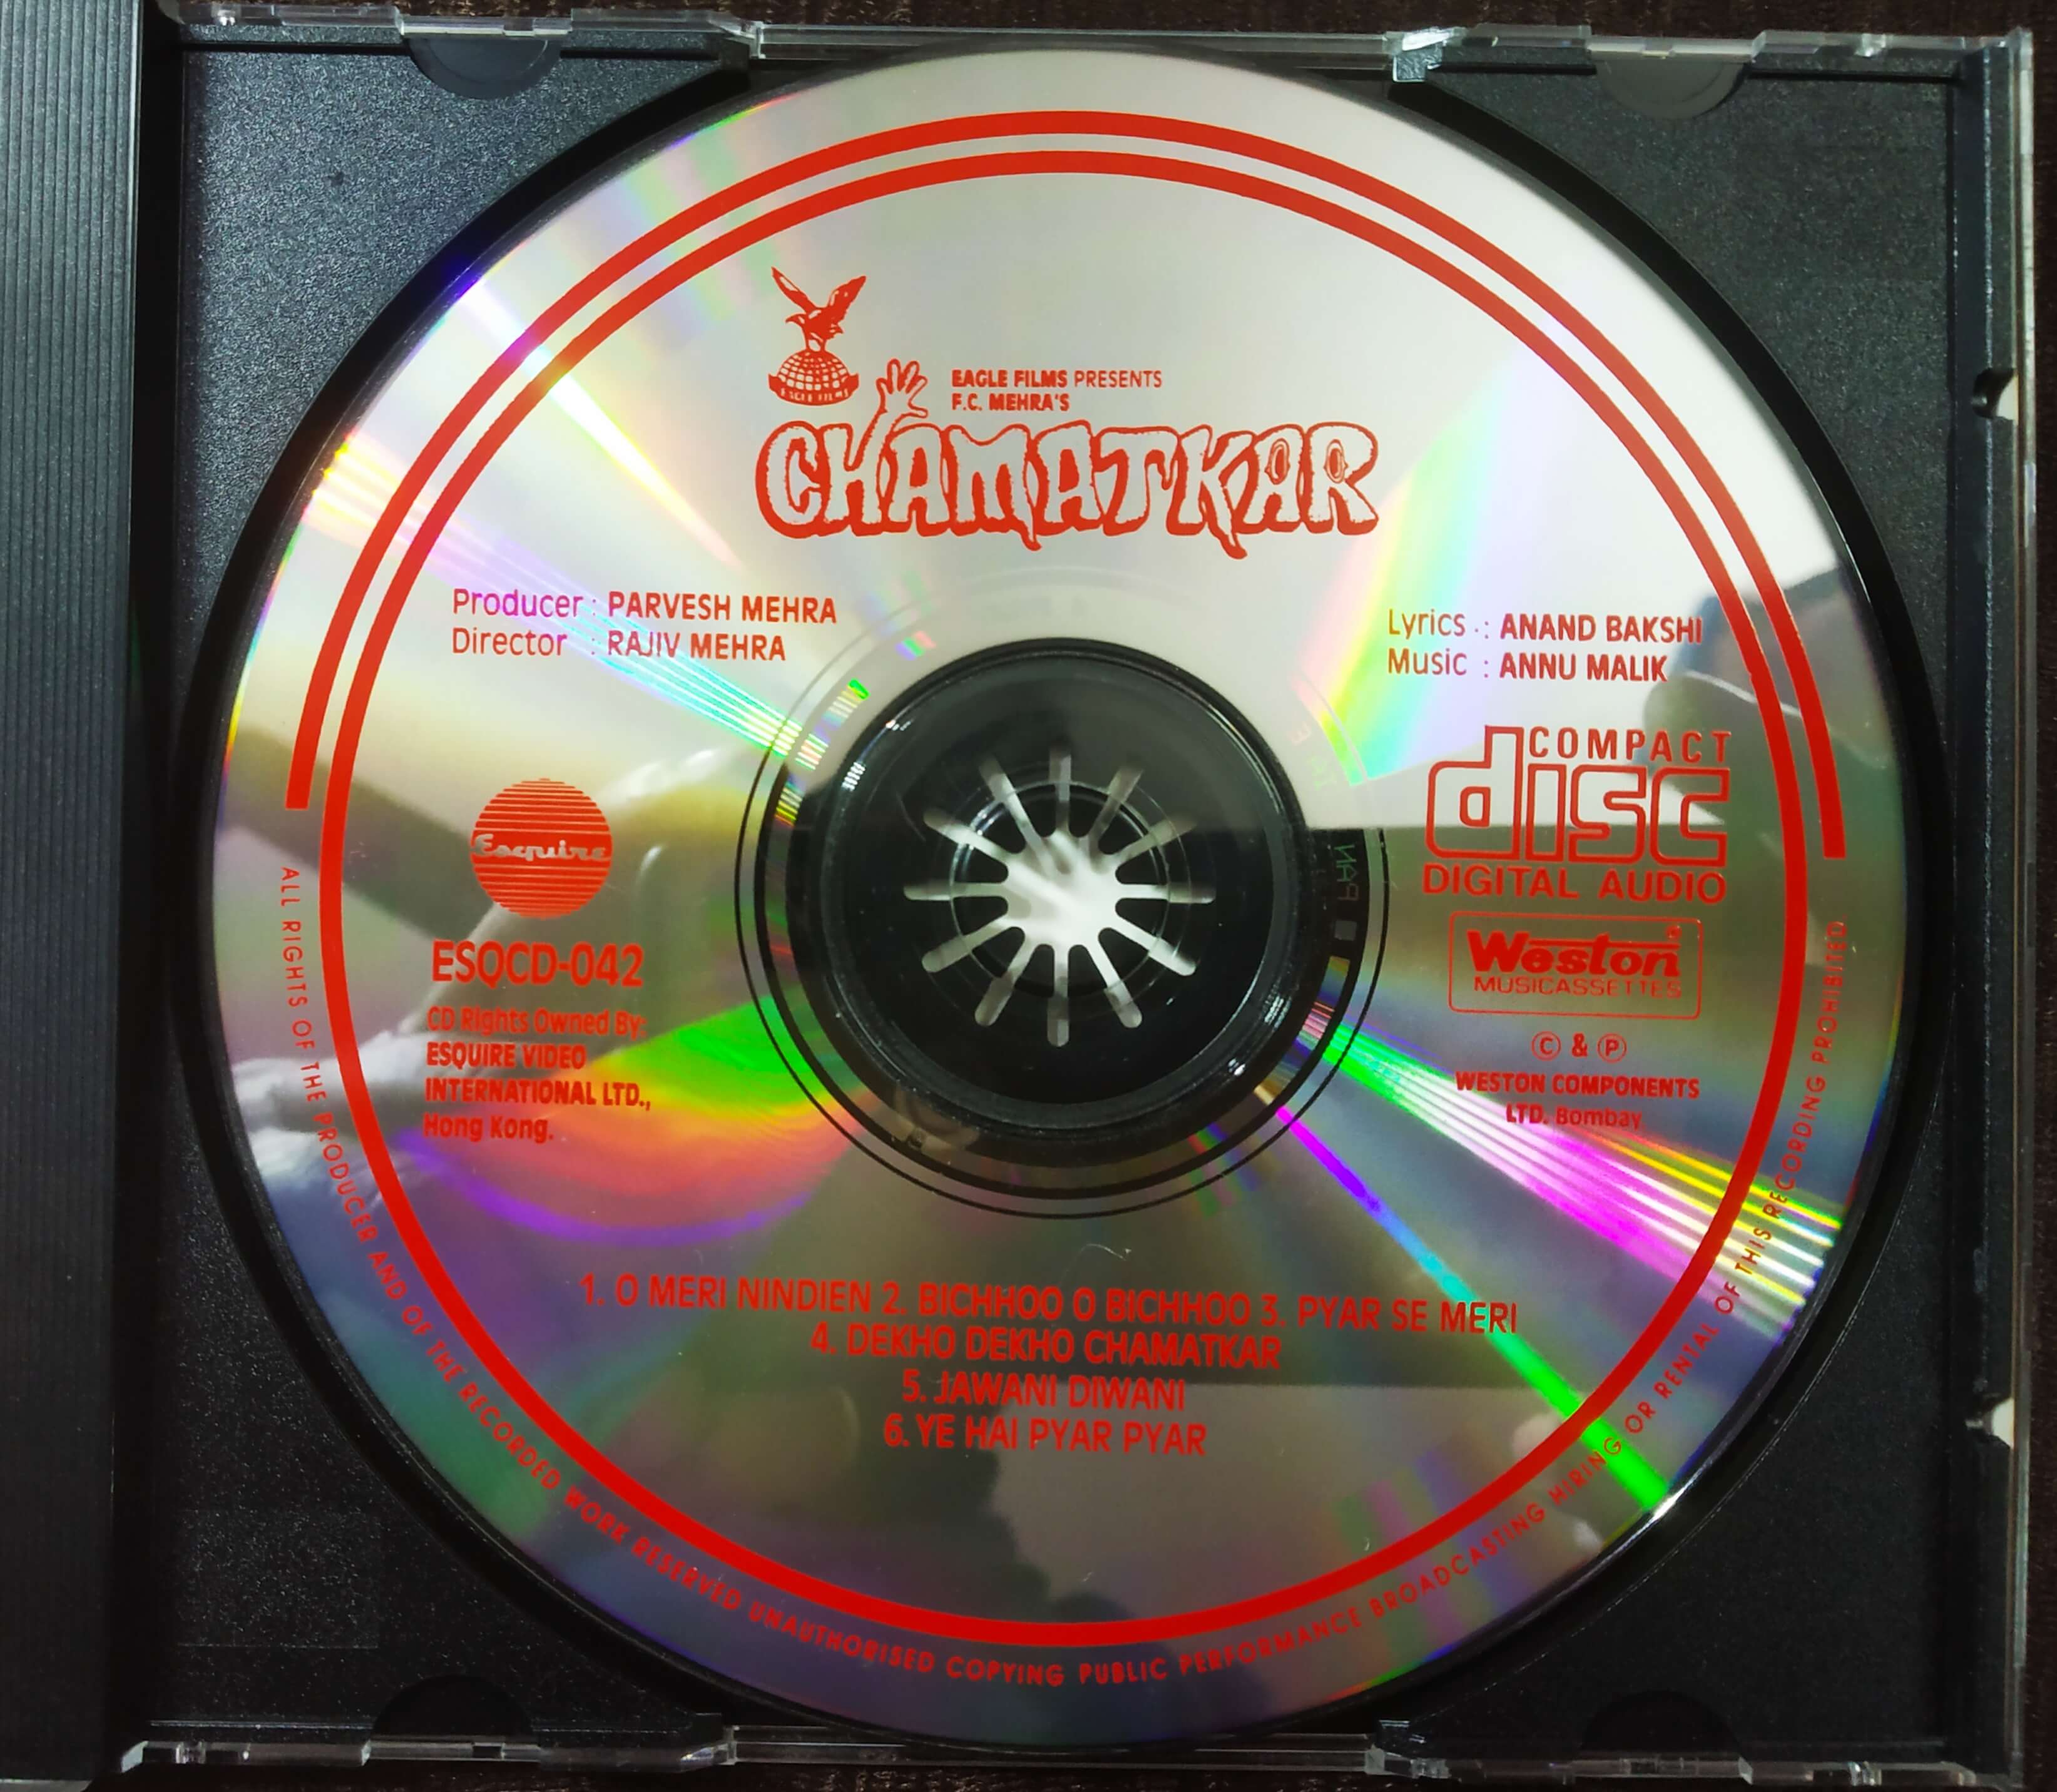 EAGLE FILMS
EAGLE FILMS PRESENTS
F.C. MEHRA'S
CHAMATKAR
Producer : PARVESH MEHRA
Director : RAJIV MEHRA
Lyrics : ANAND BAKSHI
Music : ANNU MALIK
Esquire
ESQCD-042
CD Rights Owned By:
ESQUIRE VIDEO
INTERNATIONAL LTD.,
Hong Kong.
COMPACT
disc
DIGITAL AUDIO
Weston®
MUSICASSETTES
Ⓒ & Ⓟ
WESTON COMPONENTS
LTD. Bombay
1. O MERI NINDIEN 2. BICHHOO O BICHHOO 3. PYAR SE MERI
4. DEKHO DEKHO CHAMATKAR
5. JAWANI DIWANI
6. YE HAI PYAR PYAR
ALL RIGHTS OF THE PRODUCER AND OF THE RECORDED WORK RESERVED UNAUTHORISED COPYING PUBLIC PERFORMANCE BROADCASTING HIRING OR RENTAL OF THIS RECORDING PROHIBITED